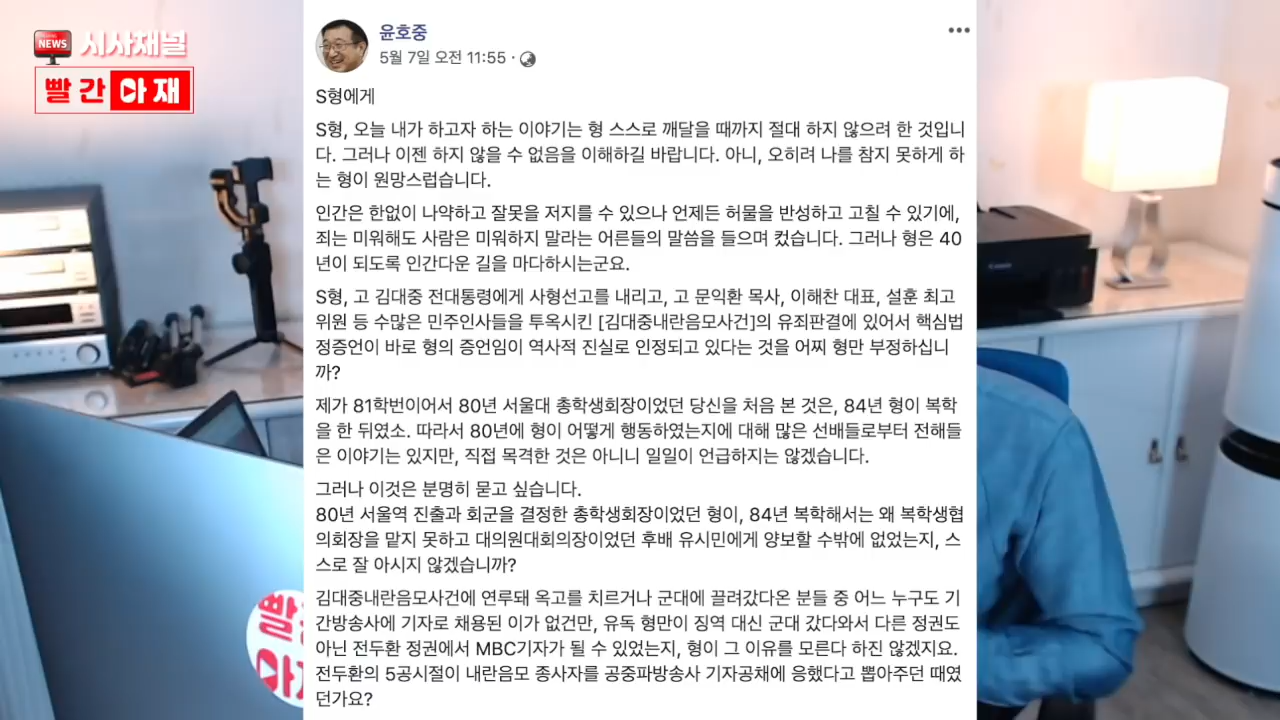 NEWS 시사채널
빨간아재
윤호중
5월 7일 오전 11:55 ·
S형에게
S형, 오늘 내가 하고자 하는 이야기는 형 스스로 깨달을 때까지 절대 하지 않으려 한 것입니
다. 그러나 이젠 하지 않을 수 없음을 이해하길 바랍니다. 아니, 오히려 나를 참지 못하게 하
는 형이 원망스럽습니다.
인간은 한없이 나약하고 잘못을 저지를 수 있으나 언제든 허물을 반성하고 고칠 수 있기에,
죄는 미워해도 사람은 미워하지 말라는 어른들의 말씀을 들으며 컸습니다. 그러나 형은 40
년이 되도록 인간다운 길을 마다하시는군요.
S형, 고 김대중 전대통령에게 사형선고를 내리고, 고 문익환 목사, 이해찬 대표, 설훈 최고
위원 등 수많은 민주인사들을 투옥시킨 [김대중내란음모사건]의 유죄판결에 있어서 핵심법
정증언이 바로 형의 증언임이 역사적 진실로 인정되고 있다는 것을 어찌 형만 부정하십니
까?
제가 81학번이어서 80년 서울대 총학생회장이었던 당신을 처음 본 것은, 84년 형이 복학
을 한 뒤였소. 따라서 80년에 형이 어떻게 행동하였는지에 대해 많은 선배들로부터 전해들
은 이야기는 있지만, 직접 목격한 것은 아니니 일일이 언급하지는 않겠습니다.
그러나 이것은 분명히 묻고 싶습니다.
80년 서울역 진출과 회군을 결정한 총학생회장이었던 형이, 84년 복학해서는 왜 복학생협
의회장을 맡지 못하고 대의원대회의장이었던 후배 유시민에게 양보할 수밖에 없었는지, 스
스로 잘 아시지 않겠습니까?
김대중내란음모사건에 연루돼 옥고를 치르거나 군대에 끌려갔다온 분들 중 어느 누구도 기
간방송사에 기자로 채용된 이가 없건만, 유독 형만이 징역 대신 군대 갔다와서 다른 정권도
아닌 전두환 정권에서 MBC기자가 될 수 있었는지, 형이 그 이유를 모른다 하진 않겠지요.
전두환의 5공시절이 내란음모 종사자를 공중파방송사 기자공채에 응했다고 뽑아주던 때였
던가요?